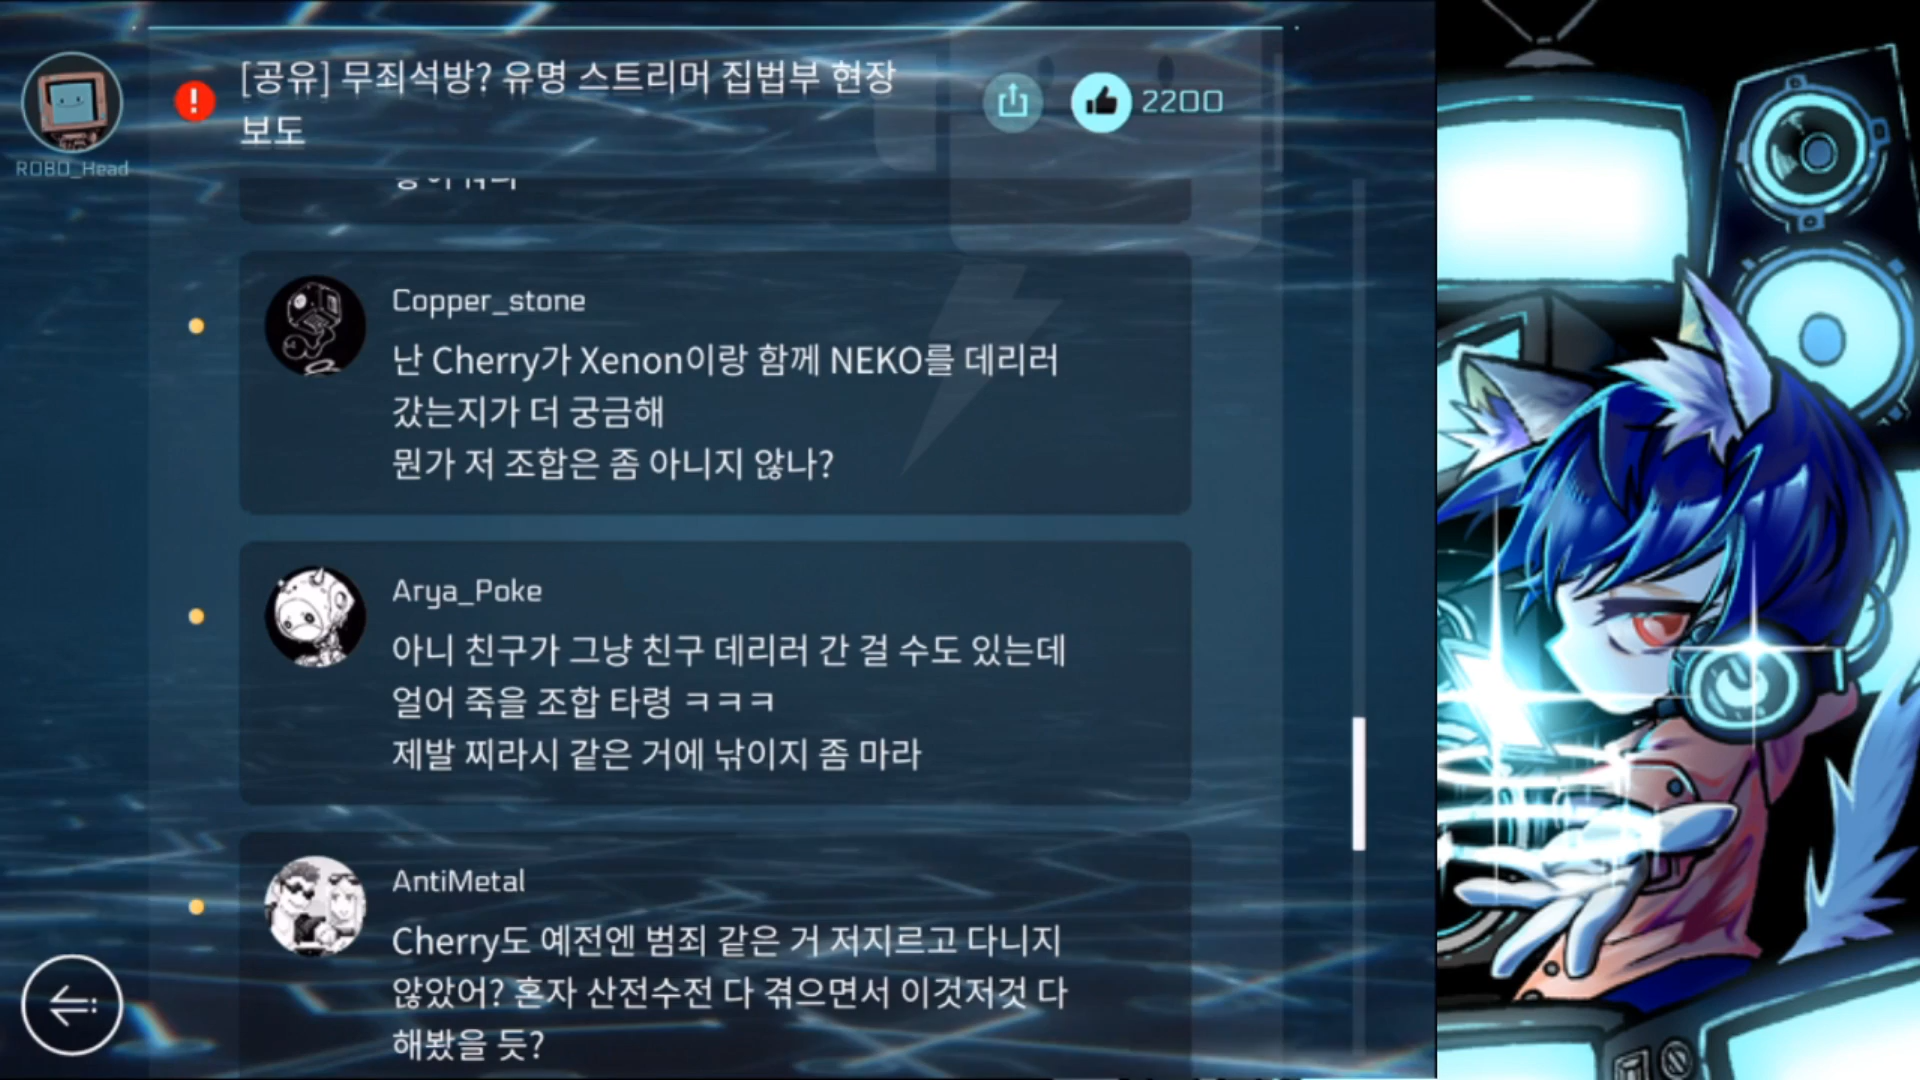 [공유] 무죄석방? 유명 스트리머 집법부 현장
보도
2200
ROBO_Head
Copper_stone
난 Cherry가 Xenon이랑 함께 NEKO를 데리러
갔는지가 더 궁금해
뭔가 저 조합은 좀 아니지 않나?
Arya_Poke
아니 친구가 그냥 친구 데리러 간 걸 수도 있는데
얼어 죽을 조합 타령 ㅋㅋㅋ
제발 찌라시 같은 거에 낚이지 좀 마라
AntiMetal
Cherry도 예전엔 범죄 같은 거 저지르고 다니지
않았어? 혼자 산전수전 다 겪으면서 이것저것 다
해봤을 듯?